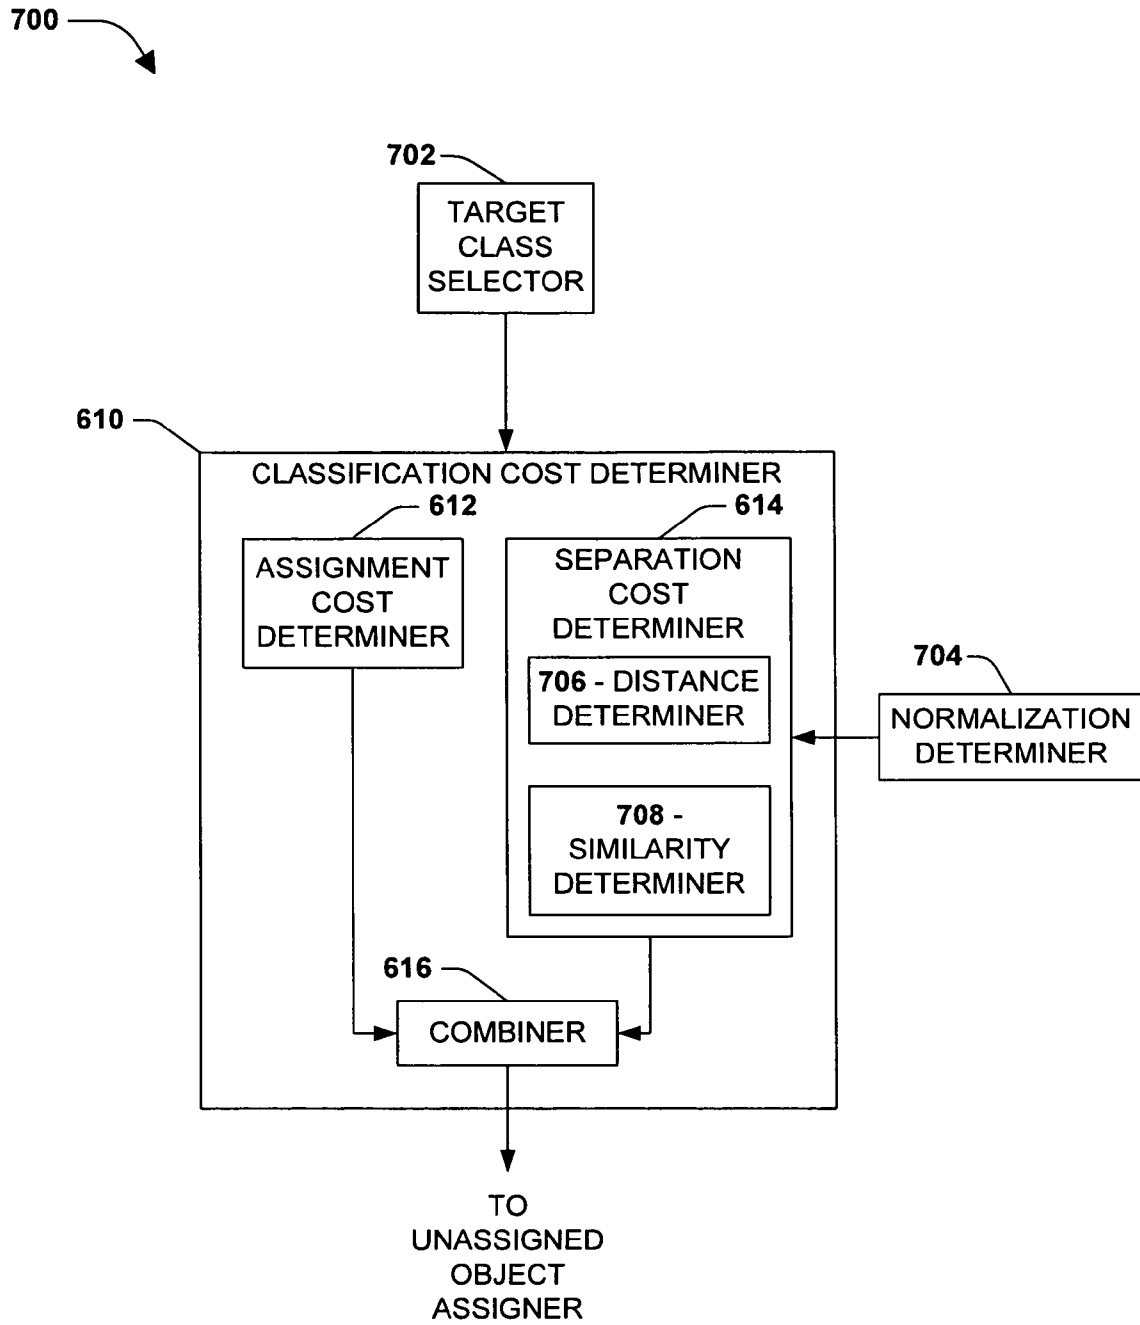 700
702
TARGET
CLASS
SELECTOR
610
CLASSIFICATION COST DETERMINER
612
614
ASSIGNMENT
COST
DETERMINER
SEPARATION
COST
DETERMINER
706 - DISTANCE
DETERMINER
704
NORMALIZATION
DETERMINER
708 -
SIMILARITY
DETERMINER
616
COMBINER
TO
UNASSIGNED
OBJECT
ASSIGNER